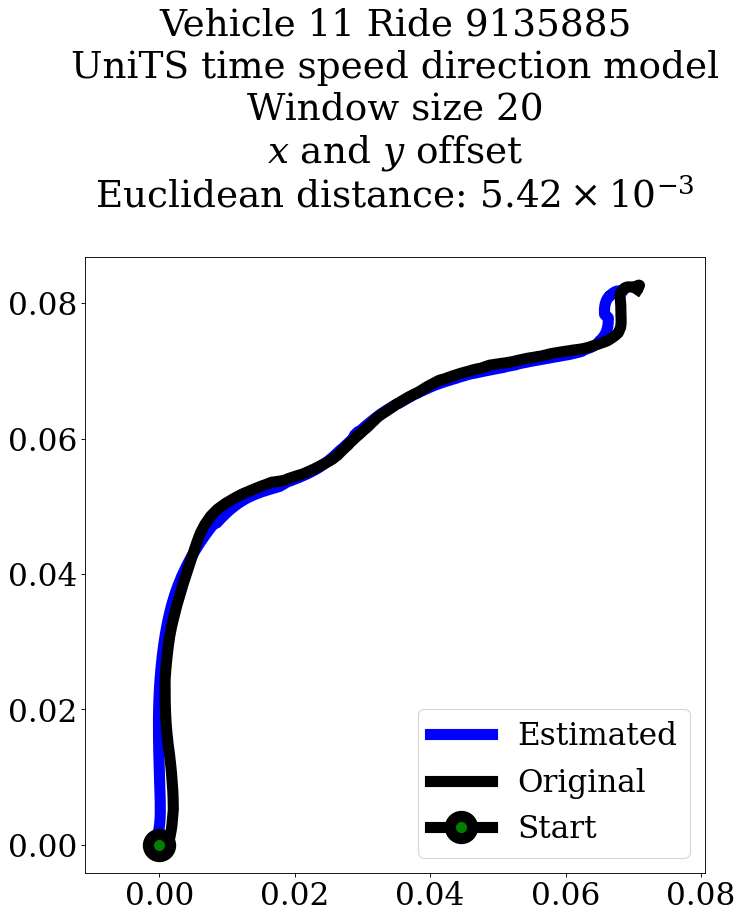 Vehicle 11 Ride 9135885
UniTS time speed direction model
Window size 20
x and y offset
Euclidean distance: 5.42 × 10⁻³
0.08
0.06
0.04
0.02
0.00
Estimated
Original
Start
0.00 0.02 0.04 0.06 0.08